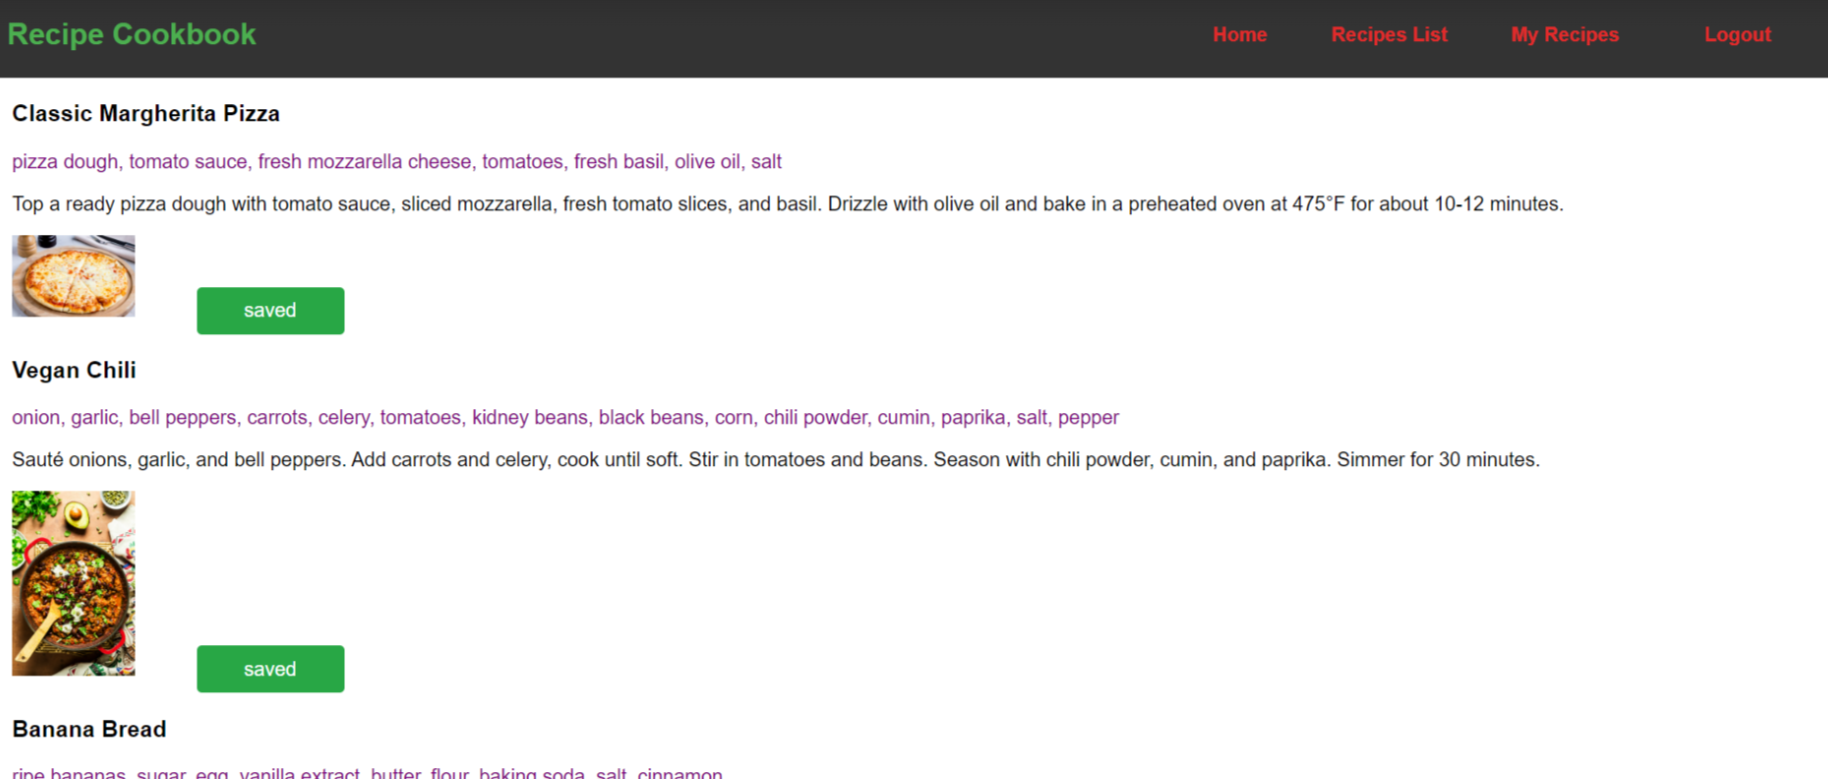 Recipe Cookbook Home Recipes List My Recipes Logout
Classic Margherita Pizza
pizza dough, tomato sauce, fresh mozzarella cheese, tomatoes, fresh basil, olive oil, salt
Top a ready pizza dough with tomato sauce, sliced mozzarella, fresh tomato slices, and basil. Drizzle with olive oil and bake in a preheated oven at 475°F for about 10-12 minutes.
saved
Vegan Chili
onion, garlic, bell peppers, carrots, celery, tomatoes, kidney beans, black beans, corn, chili powder, cumin, paprika, salt, pepper
Sauté onions, garlic, and bell peppers. Add carrots and celery, cook until soft. Stir in tomatoes and beans. Season with chili powder, cumin, and paprika. Simmer for 30 minutes.
saved
Banana Bread
ripe bananas, sugar, egg, vanilla extract, butter, flour, baking soda, salt, cinnamon